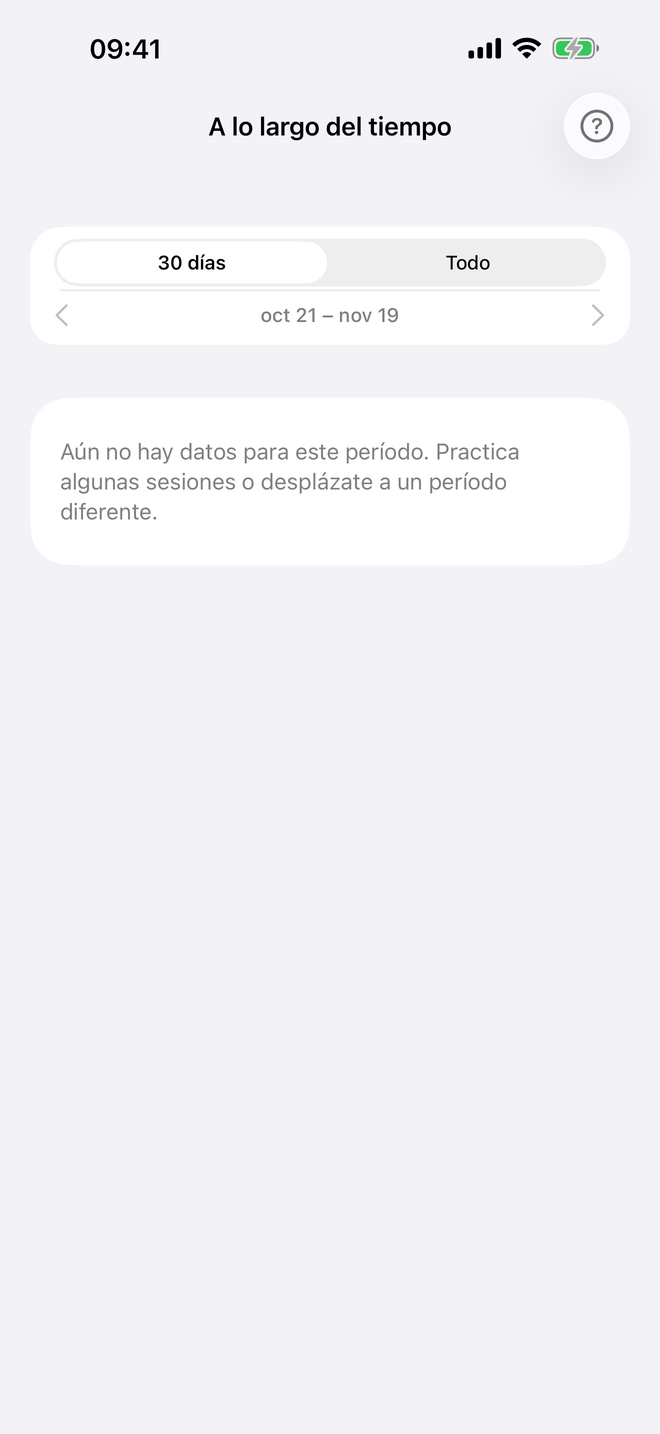 09:41
A lo largo del tiempo
?
30 días
Todo
oct 21 – nov 19
Aún no hay datos para este período. Practica
algunas sesiones o desplázate a un período
diferente.